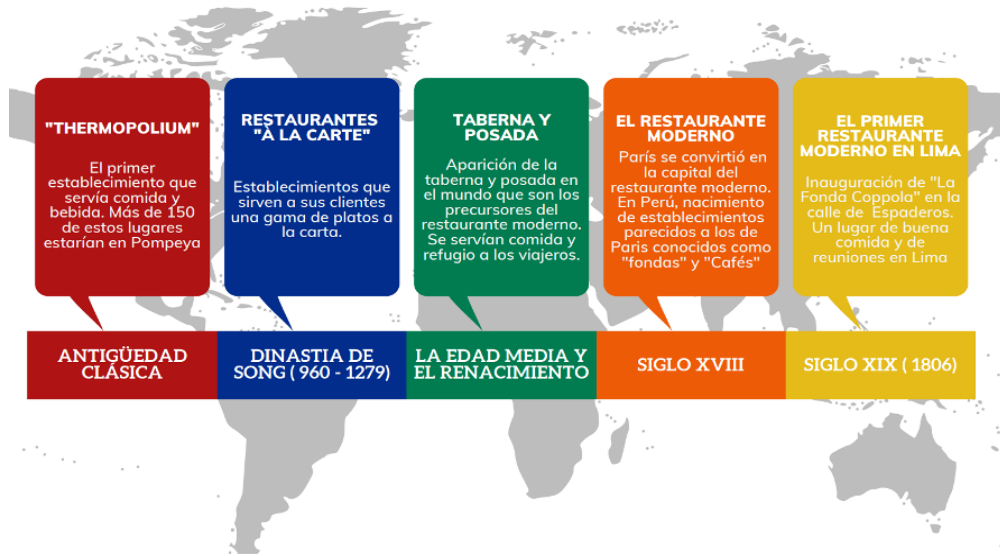 "THERMOPOLIUM"
El primer
establecimiento que
servía comida y
bebida. Más de 150
de estos lugares
estarían en Pompeya
RESTAURANTES
"À LA CARTE"
Establecimientos que
sirven a sus clientes
una gama de platos a
la carta.
TABERNA Y
POSADA
Aparición de la
taberna y posada en
el mundo que son los
precursores del
restaurante moderno.
Se servían comida y
refugio a los viajeros.
EL RESTAURANTE
MODERNO
París se convirtió en
la capital del
restaurante moderno.
En Perú, nacimiento
de establecimientos
parecidos a los de
Paris conocidos como
"fondas" y "Cafés"
EL PRIMER
RESTAURANTE
MODERNO EN LIMA
Inauguración de "La
Fonda Coppola" en la
calle de Espaderos.
Un lugar de buena
comida y de
reuniones en Lima
ANTIGÜEDAD
CLÁSICA
DINASTIA DE
SONG ( 960 - 1279)
LA EDAD MEDIA Y
EL RENACIMIENTO
SIGLO XVIII
SIGLO XIX ( 1806)